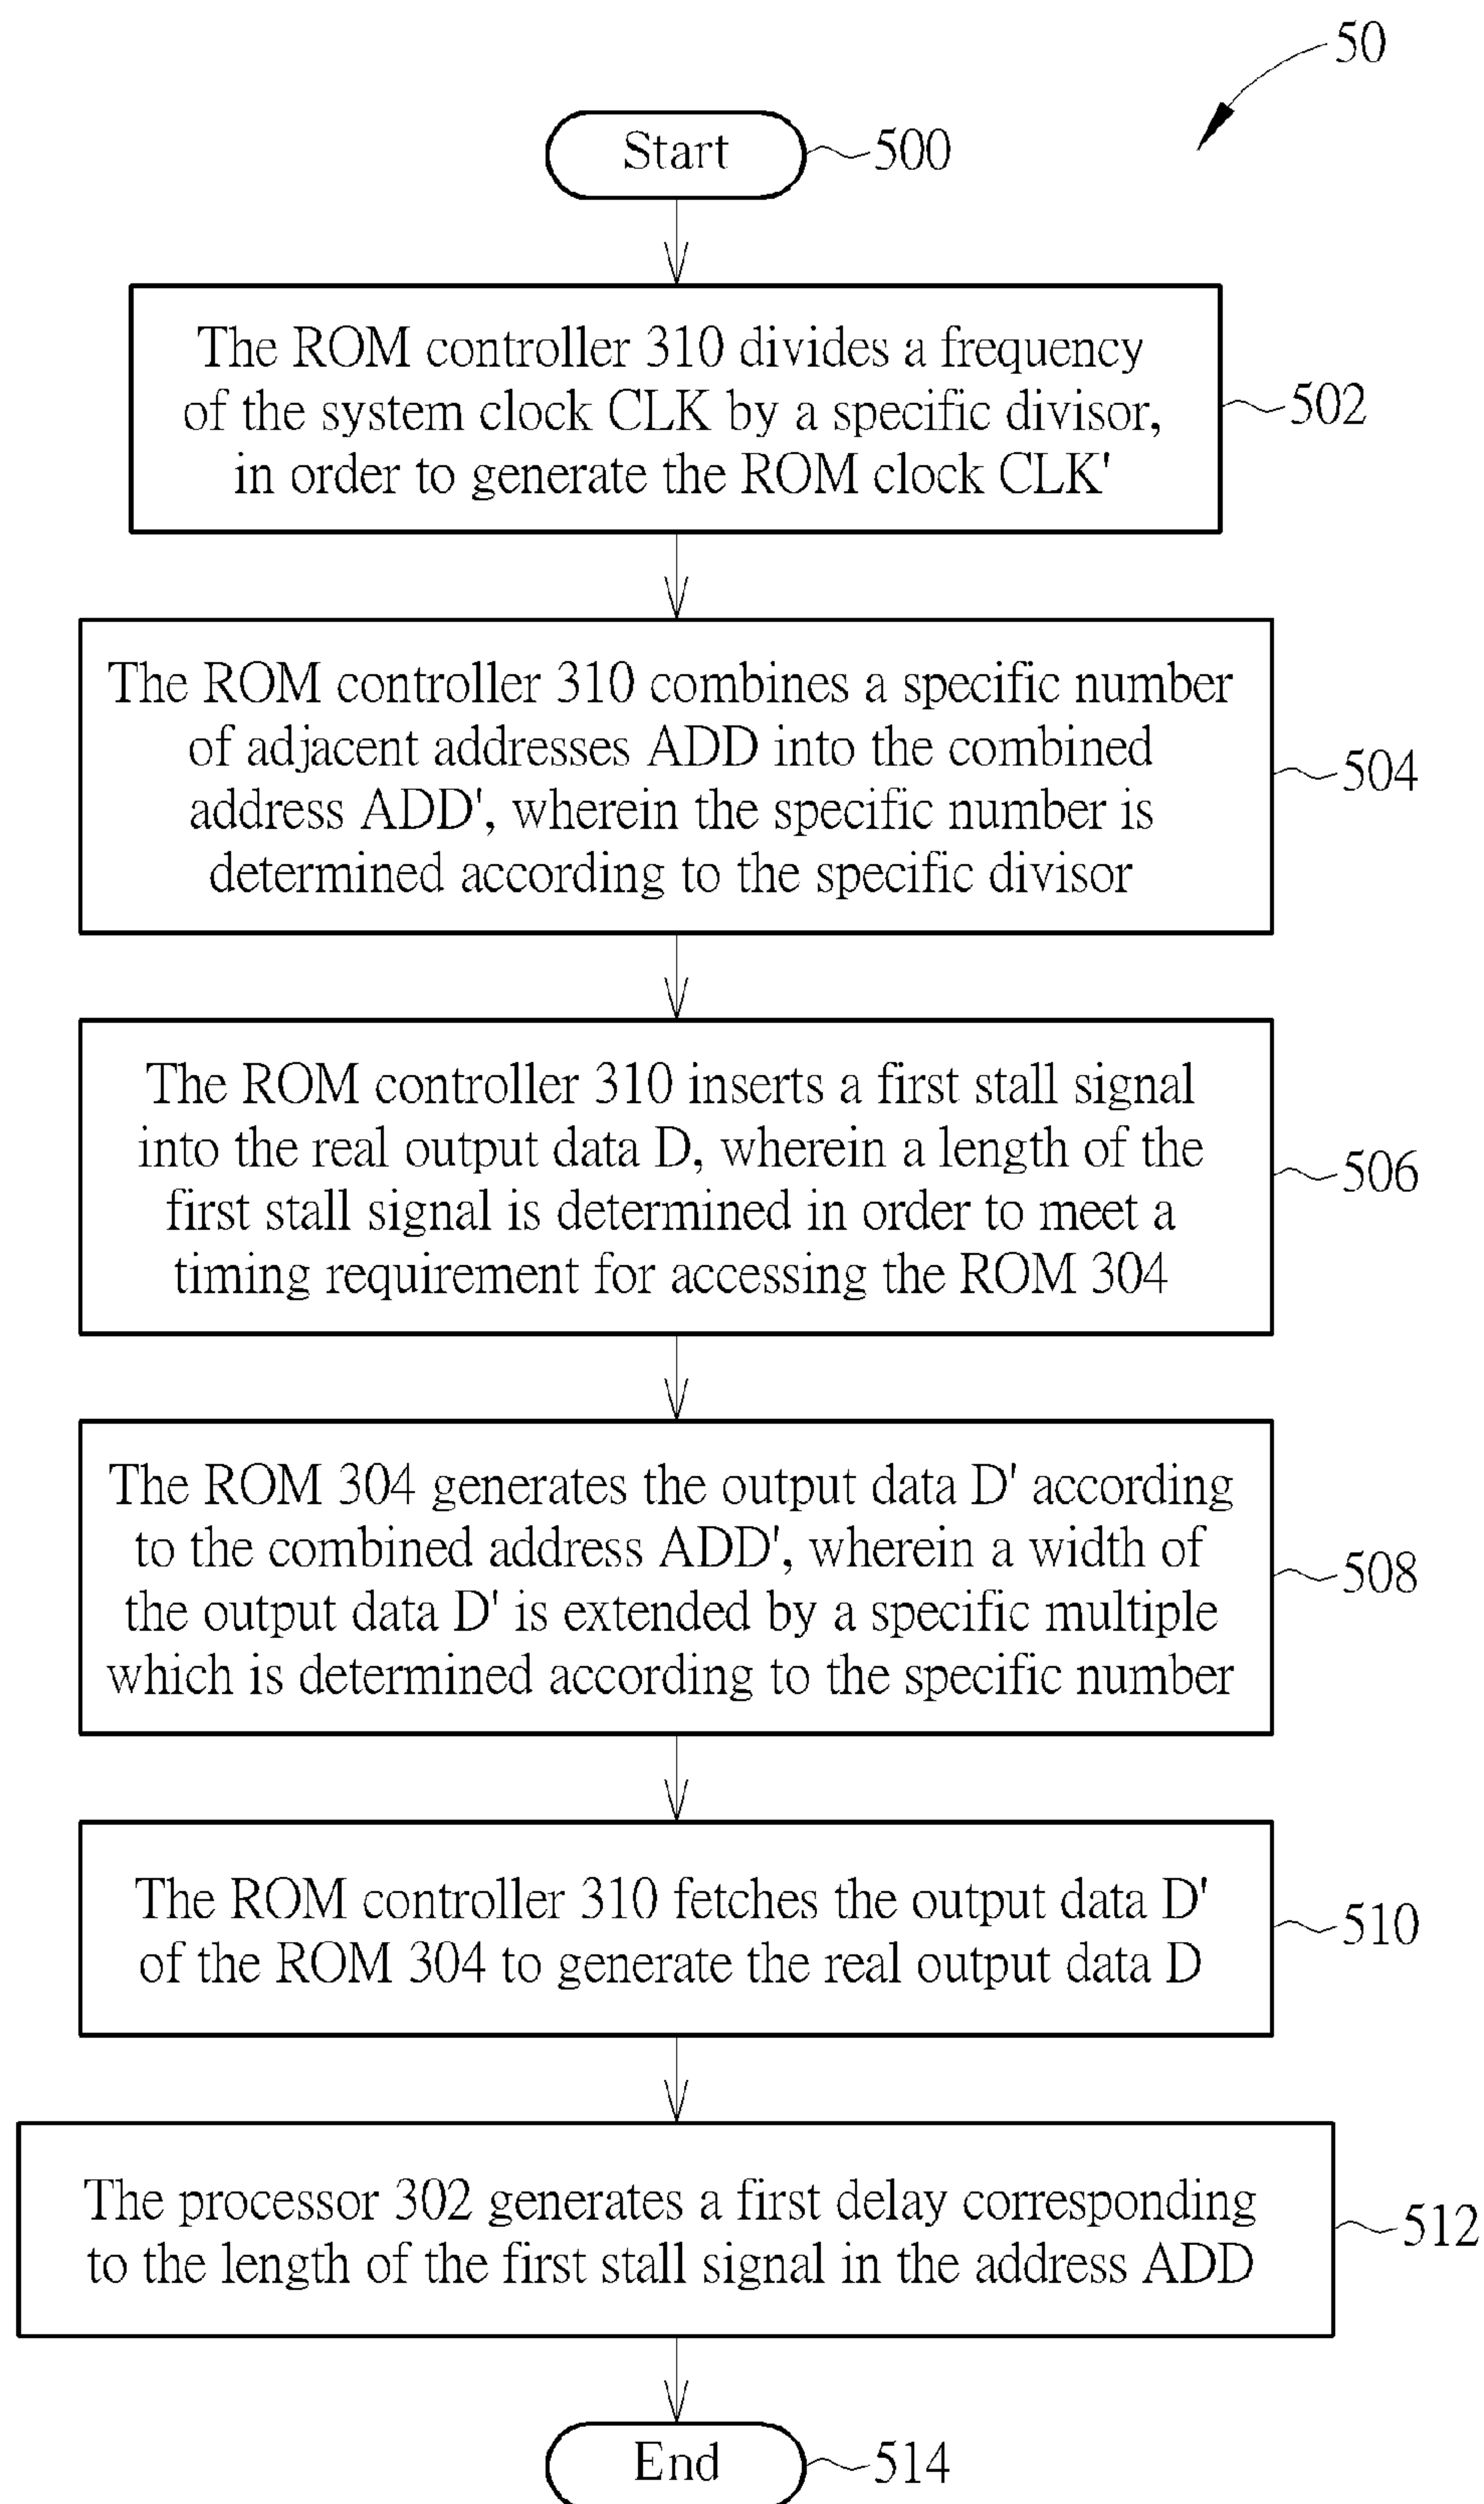 50
Start
500
The ROM controller 310 divides a frequency
of the system clock CLK by a specific divisor,
in order to generate the ROM clock CLK'
502
The ROM controller 310 combines a specific number
of adjacent addresses ADD into the combined
address ADD', wherein the specific number is
determined according to the specific divisor
504
The ROM controller 310 inserts a first stall signal
into the real output data D, wherein a length of the
first stall signal is determined in order to meet a
timing requirement for accessing the ROM 304
506
The ROM 304 generates the output data D' according
to the combined address ADD', wherein a width of
the output data D' is extended by a specific multiple
which is determined according to the specific number
508
The ROM controller 310 fetches the output data D'
of the ROM 304 to generate the real output data D
510
The processor 302 generates a first delay corresponding
to the length of the first stall signal in the address ADD
512
End
514